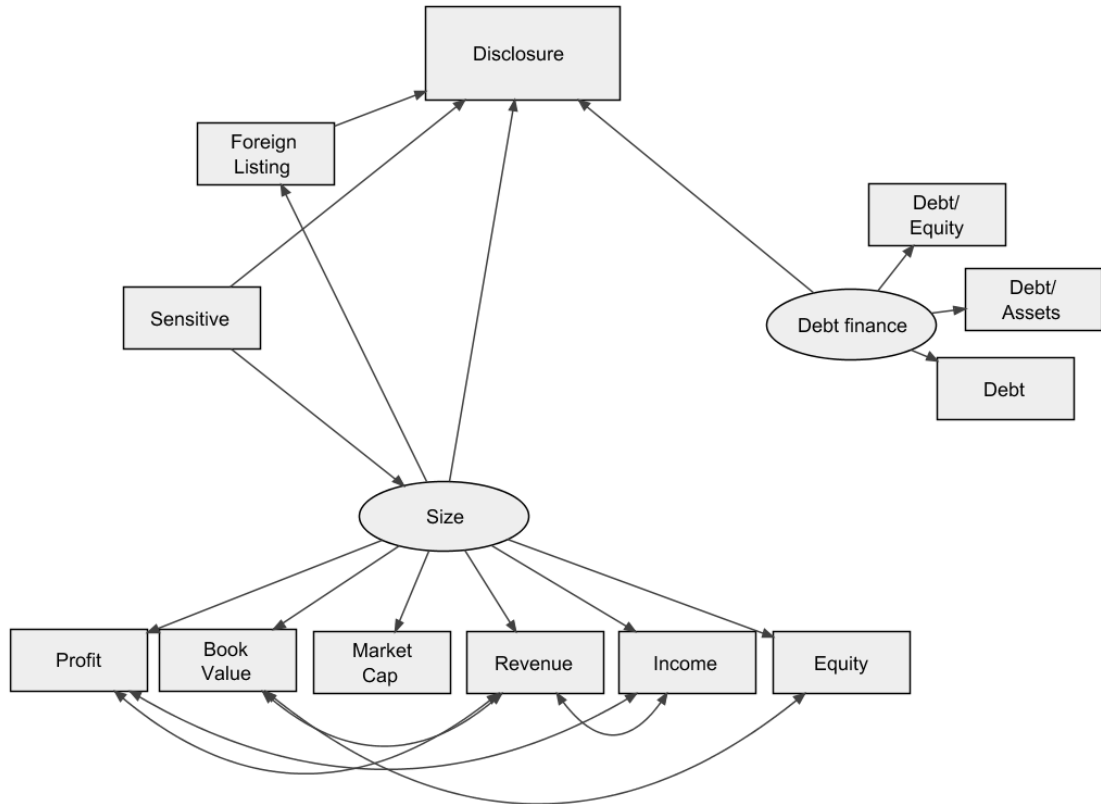 Disclosure
Foreign
Listing
Debt/
Equity
Debt/
Assets
Sensitive
Debt finance
Debt
Size
Profit
Book
Value
Market
Cap
Revenue
Income
Equity